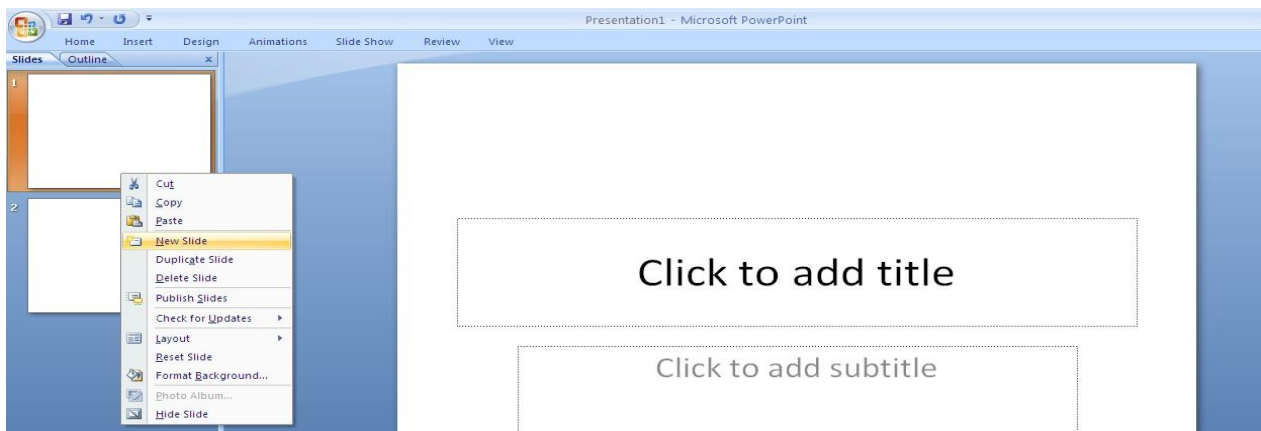 Presentation1 - Microsoft PowerPoint
Home Insert Design Animations Slide Show Review View
Slides Outline
1
2
Cut
Copy
Paste
New Slide
Duplicate Slide
Delete Slide
Publish Slides
Check for Updates
Layout
Reset Slide
Format Background...
Photo Album...
Hide Slide
Click to add title
Click to add subtitle